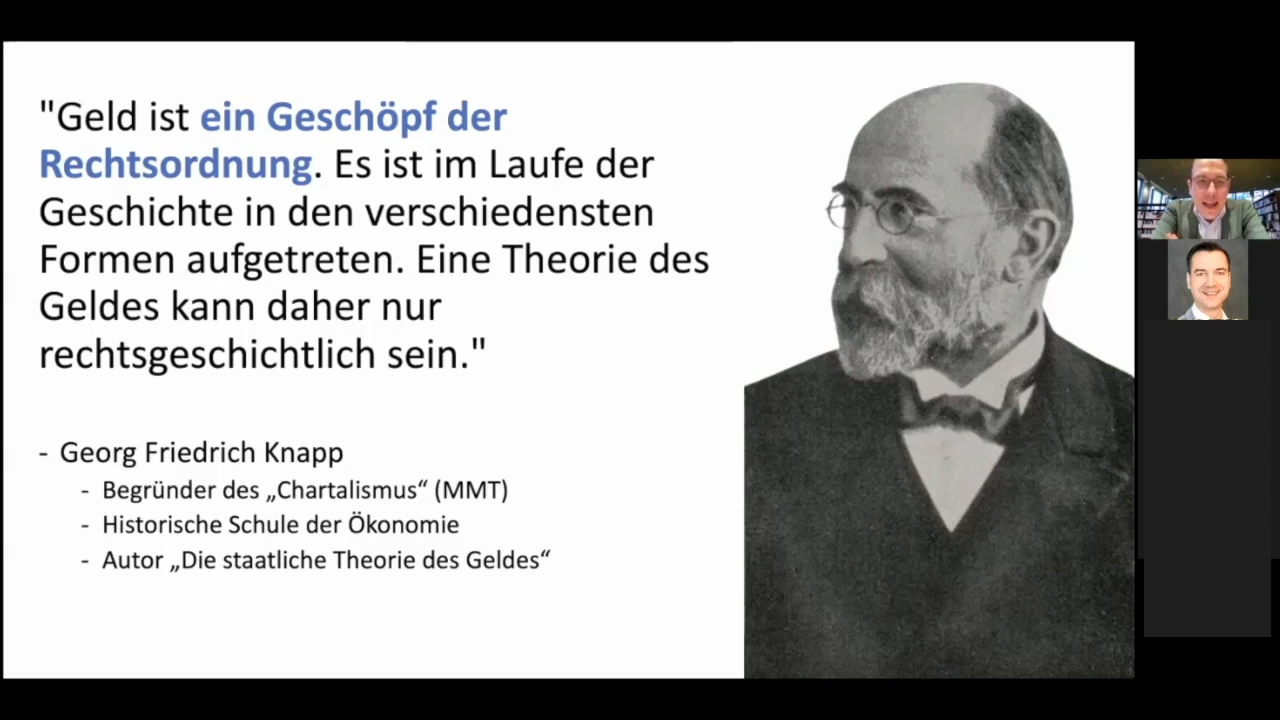 "Geld ist ein Geschöpf der
Rechtsordnung. Es ist im Laufe der
Geschichte in den verschiedensten
Formen aufgetreten. Eine Theorie des
Geldes kann daher nur
rechtsgeschichtlich sein."
- Georg Friedrich Knapp
- Begründer des „Chartalismus“ (MMT)
- Historische Schule der Ökonomie
- Autor „Die staatliche Theorie des Geldes“